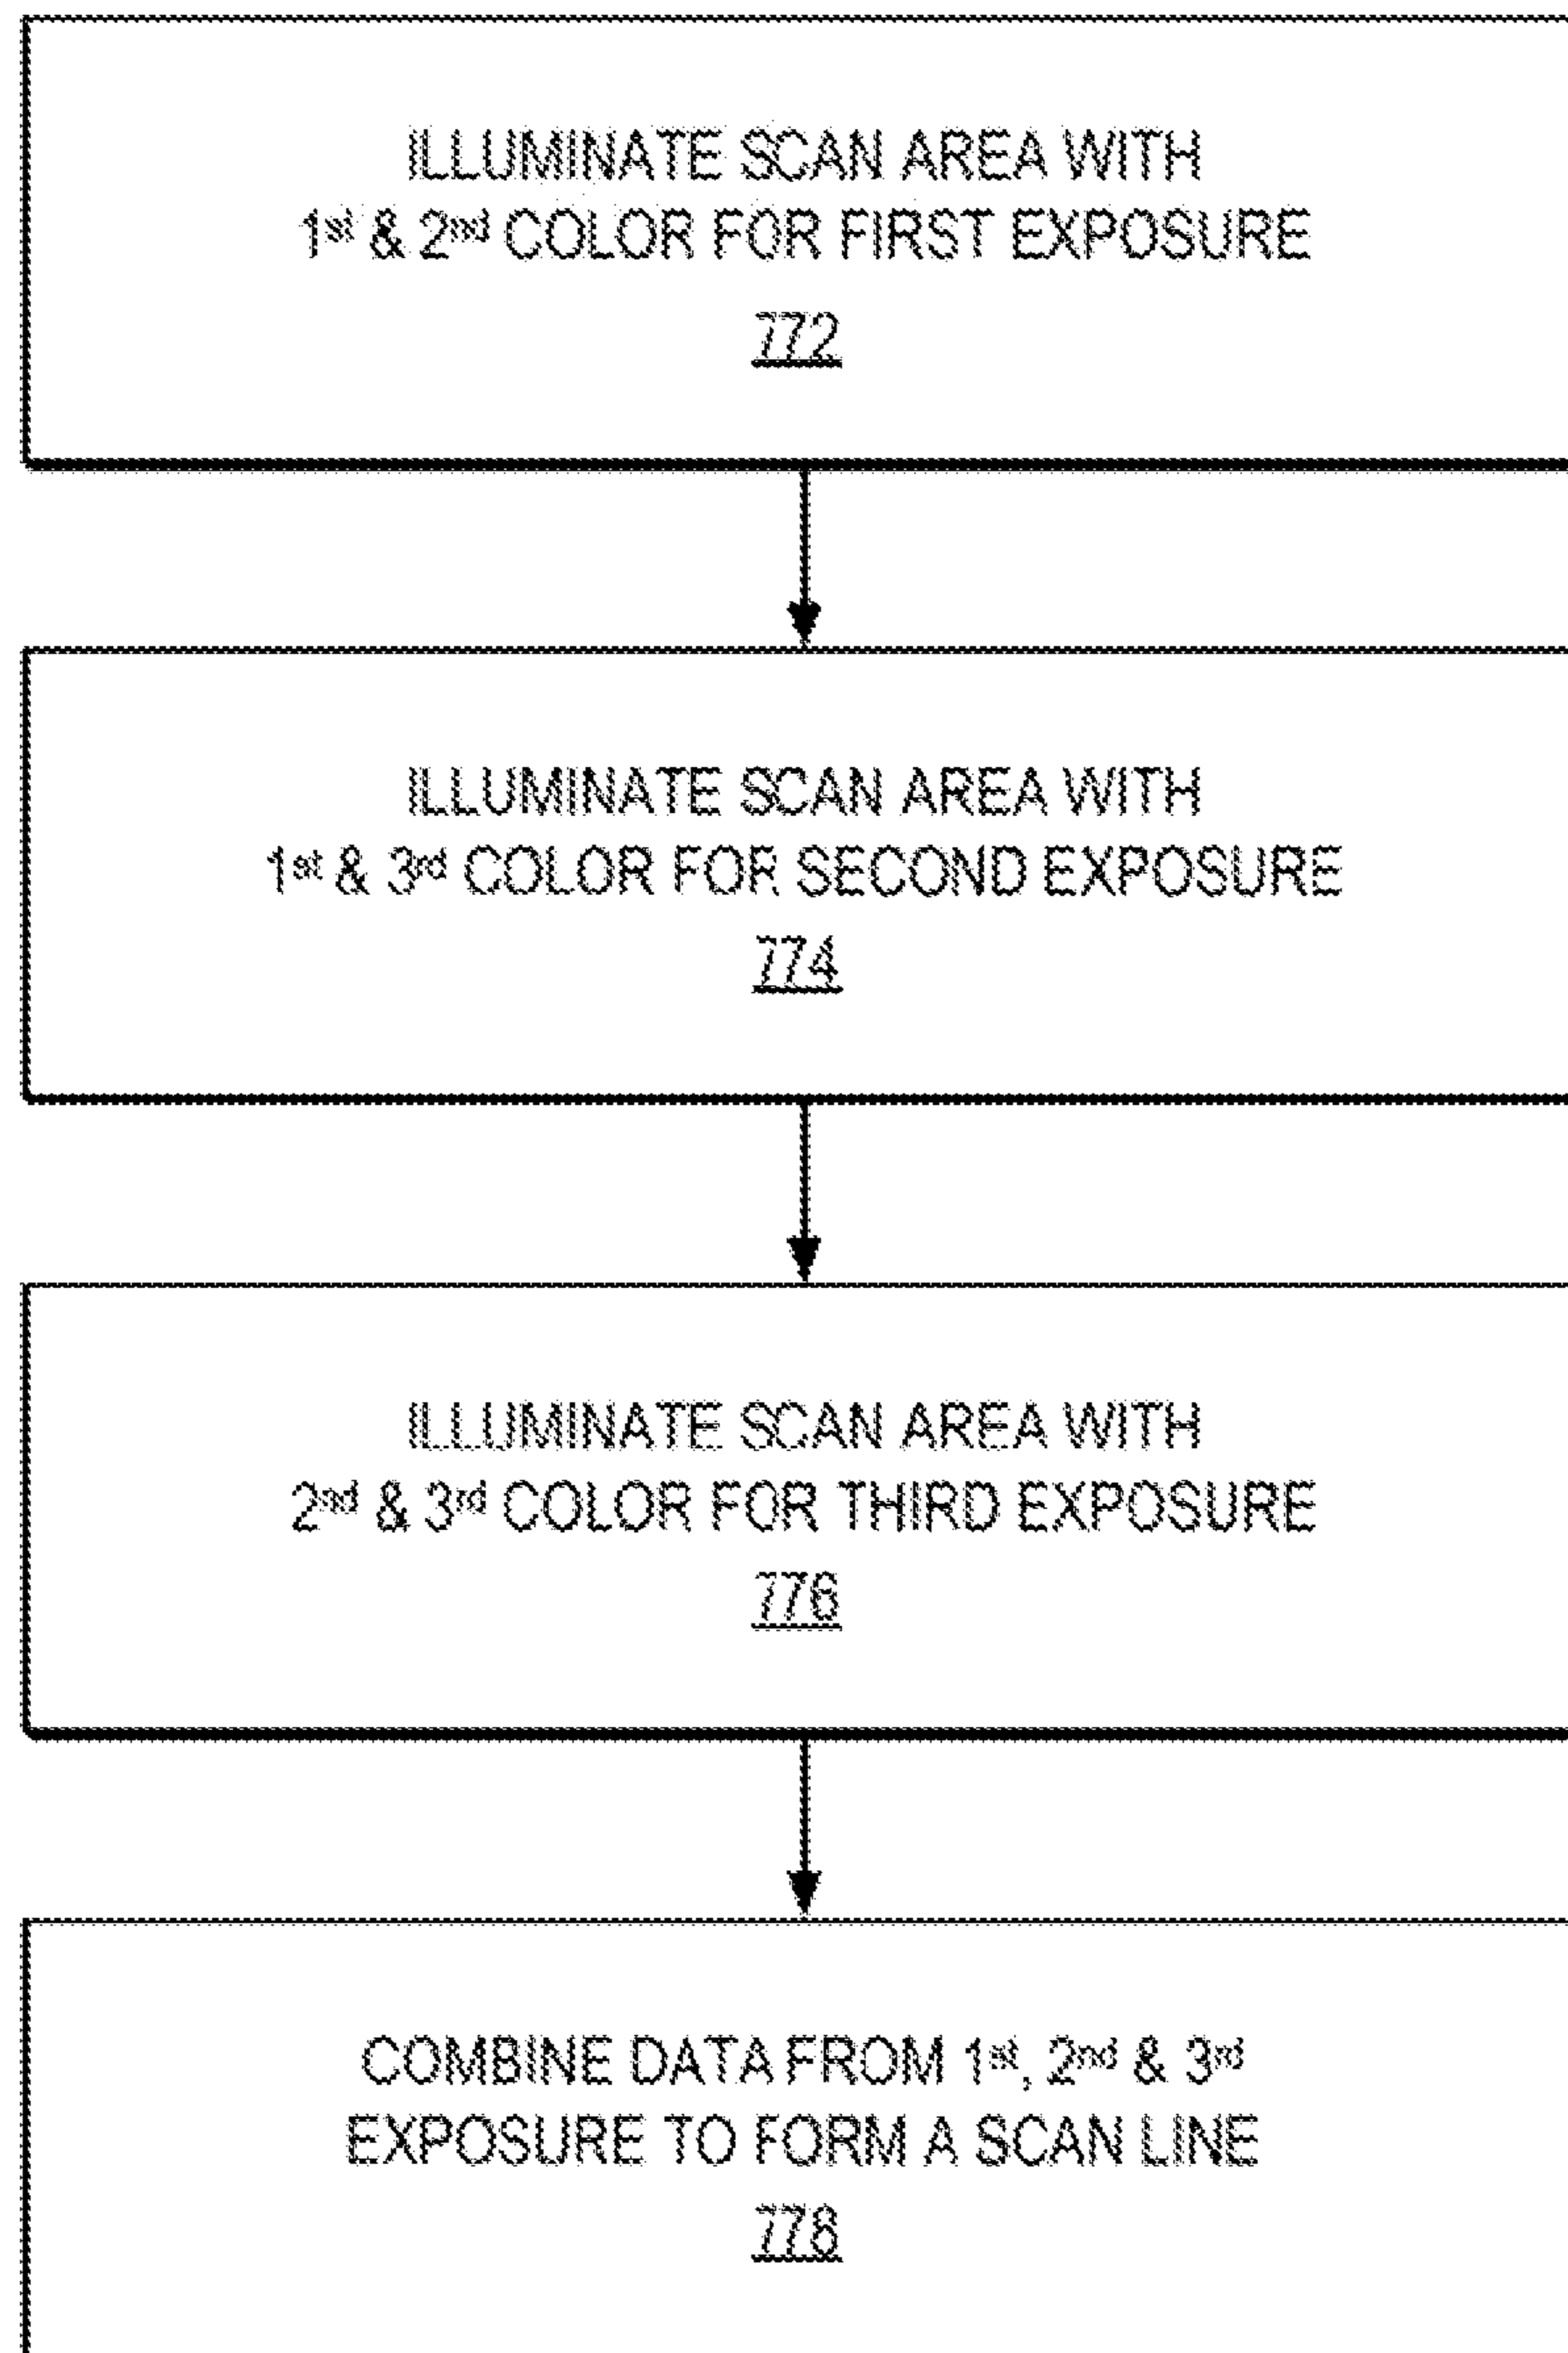 ILLUMINATE SCAN AREA WITH
1st & 2nd COLOR FOR FIRST EXPOSURE
772
ILLUMINATE SCAN AREA WITH
1st & 3rd COLOR FOR SECOND EXPOSURE
774
ILLUMINATE SCAN AREA WITH
2nd & 3rd COLOR FOR THIRD EXPOSURE
776
COMBINE DATA FROM 1st, 2nd & 3rd
EXPOSURE TO FORM A SCAN LINE
778